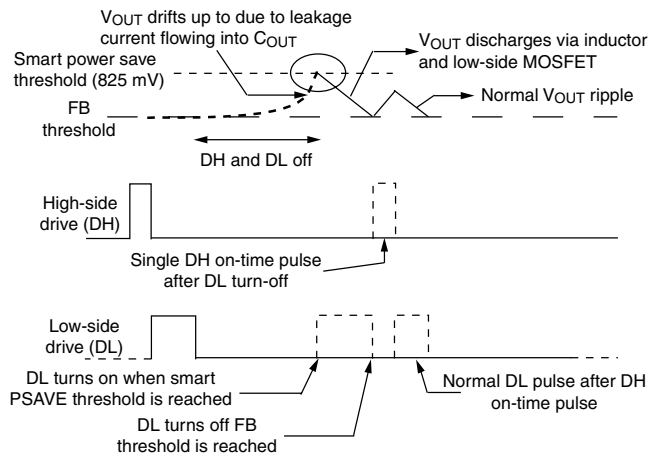 VOUT drifts up to due to leakage
current flowing into COUT
Smart power save
threshold (825 mV)
FB
threshold
VOUT discharges via inductor
and low-side MOSFET
Normal VOUT ripple
DH and DL off
High-side
drive (DH)
Single DH on-time pulse
after DL turn-off
Low-side
drive (DL)
DL turns on when smart
PSAVE threshold is reached
DL turns off FB
threshold is reached
Normal DL pulse after DH
on-time pulse